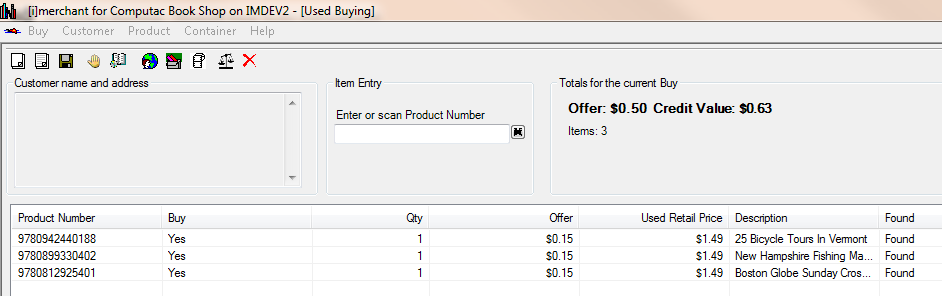 [i]merchant for Computac Book Shop on IMDEV2 - [Used Buying]
Buy Customer Product Container Help
Customer name and address
Item Entry
Totals for the current Buy
Enter or scan Product Number
Offer: $0.50 Credit Value: $0.63
Items: 3
Product Number Buy Qty Offer Used Retail Price Description Found
9780942440188 Yes 1 $0.15 $1.49 25 Bicycle Tours In Vermont Found
9780899330402 Yes 1 $0.15 $1.49 New Hampshire Fishing Ma... Found
9780812925401 Yes 1 $0.15 $1.49 Boston Globe Sunday Cros... Found